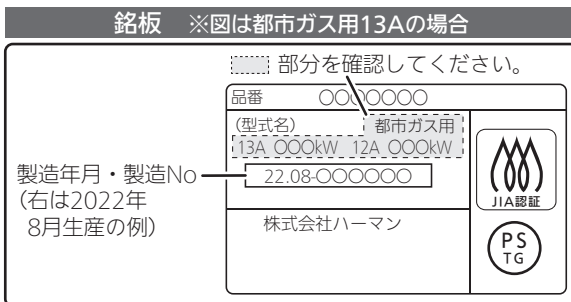 銘板　※図は都市ガス用13Aの場合
部分を確認してください。
品番　○○○○○○○
(型式名)　都市ガス用
13A ○○○kW　12A ○○○kW
製造年月・製造No
22.08-○○○○○○
(右は2022年
8月生産の例)
株式会社ハーマン
JIA認証
PS
TG